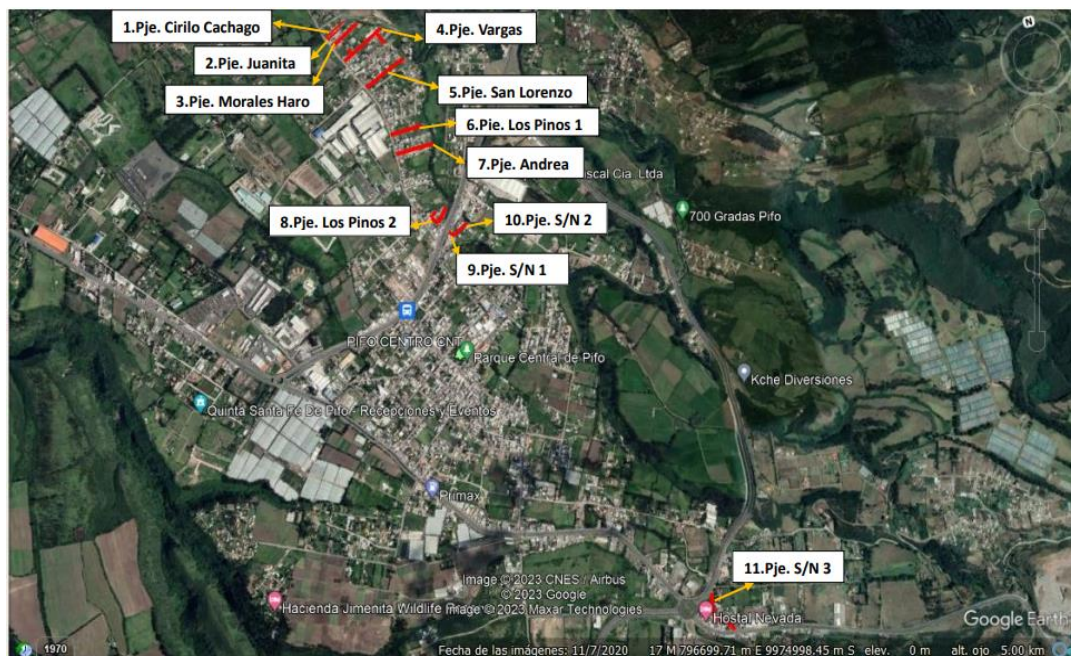 1.Pje. Cirilo Cachago
4.Pje. Vargas
2.Pje. Juanita
5.Pje. San Lorenzo
3.Pje. Morales Haro
6.Pje. Los Pinos 1
7.Pje. Andrea
iscal Cia. Ltda
700 Gradas Pifo
8.Pje. Los Pinos 2
10.Pje. S/N 2
9.Pje. S/N 1
PIFO CENTRO CNT
Parque Central de Pifo
Kche Diversiones
Quinta Santa Fe De Pifo - Recepciones y Eventos
Primax
11.Pje. S/N 3
Image © 2023 CNES / Airbus
© 2023 Google
Hacienda Jimenita Wildlife
Image © 2023 Maxar Technologies
Hostal Nevada
Google Earth
N
1970
Fecha de las imágenes: 11/7/2020 17 M 796699.71 m E 9974998.45 m S elev. 0 m alt. ojo 5.00 km